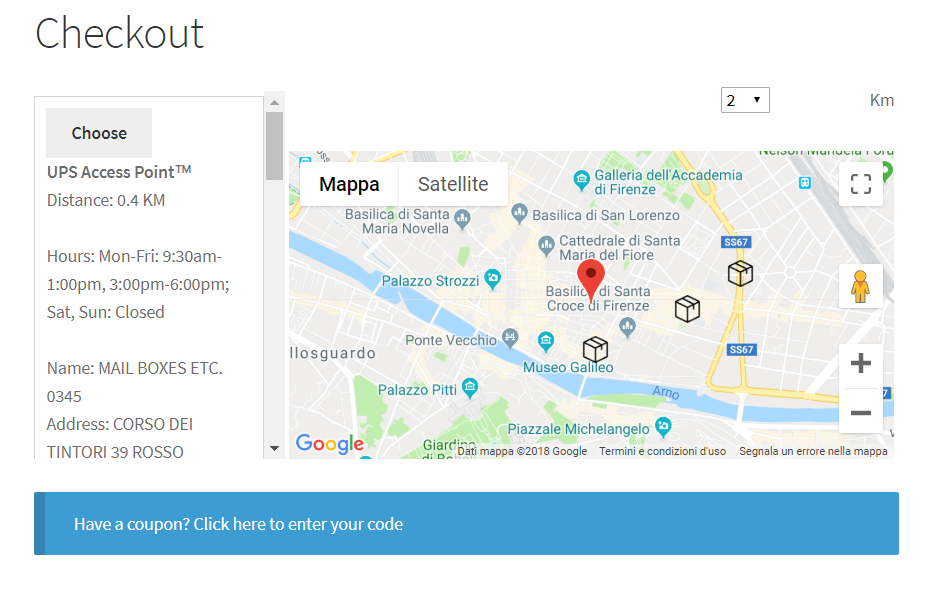 Checkout
2
Km
Choose
UPS Access Point™
Distance: 0.4 KM
Hours: Mon-Fri: 9:30am-
1:00pm, 3:00pm-6:00pm;
Sat, Sun: Closed
Name: MAIL BOXES ETC.
0345
Address: CORSO DEI
TINTORI 39 ROSSO
Mappa
Satellite
Nelson Mandela Foru
Galleria dell'Accademia
di Firenze
Basilica di Santa
Maria Novella
Basilica di San Lorenzo
Cattedrale di Santa
Maria del Fiore
SS67
Palazzo Strozzi
Basilica di Santa
Croce di Firenze
Ponte Vecchio
SS67
llosguardo
Museo Galileo
Palazzo Pitti
Arno
Piazzale Michelangelo
Google
Dati mappa ©2018 Google
Termini e condizioni d'uso
Segnala un errore nella mappa
Have a coupon? Click here to enter your code